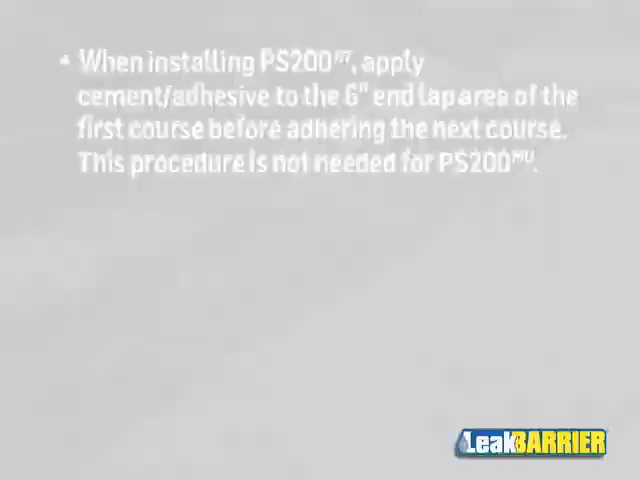 • When installing PS200HT, apply
cement/adhesive to the 6" end lap area of the
first course before adhering the next course.
This procedure is not needed for PS200MU.
LeakBARRIER